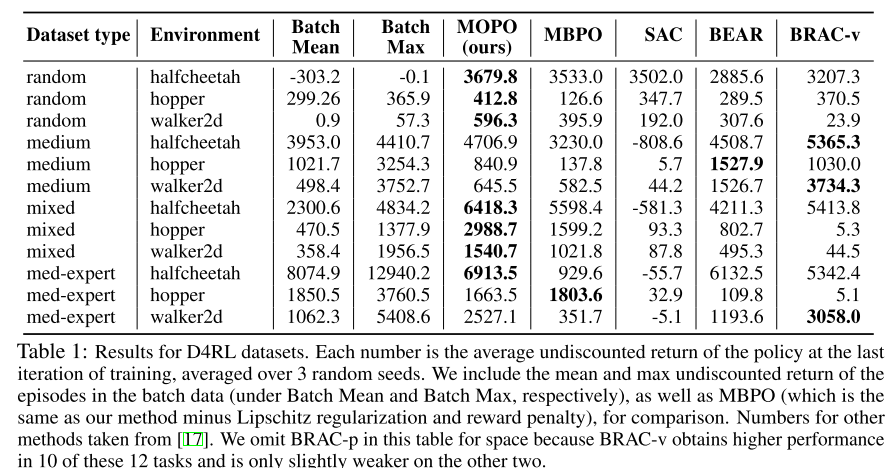 Dataset type Environment Batch Mean Batch Max MOPO (ours) MBPO SAC BEAR BRAC-v
random halfcheetah -303.2 -0.1 3679.8 3533.0 3502.0 2885.6 3207.3
random hopper 299.26 365.9 412.8 126.6 347.7 289.5 370.5
random walker2d 0.9 57.3 596.3 395.9 192.0 307.6 23.9
medium halfcheetah 3953.0 4410.7 4706.9 3230.0 -808.6 4508.7 5365.3
medium hopper 1021.7 3254.3 840.9 137.8 5.7 1527.9 1030.0
medium walker2d 498.4 3752.7 645.5 582.5 44.2 1526.7 3734.3
mixed halfcheetah 2300.6 4834.2 6418.3 5598.4 -581.3 4211.3 5413.8
mixed hopper 470.5 1377.9 2988.7 1599.2 93.3 802.7 5.3
mixed walker2d 358.4 1956.5 1540.7 1021.8 87.8 495.3 44.5
med-expert halfcheetah 8074.9 12940.2 6913.5 929.6 -55.7 6132.5 5342.4
med-expert hopper 1850.5 3760.5 1663.5 1803.6 32.9 109.8 5.1
med-expert walker2d 1062.3 5408.6 2527.1 351.7 -5.1 1193.6 3058.0
Table 1: Results for D4RL datasets. Each number is the average undiscounted return of the policy at the last
iteration of training, averaged over 3 random seeds. We include the mean and max undiscounted return of the
episodes in the batch data (under Batch Mean and Batch Max, respectively), as well as MBPO (which is the
same as our method minus Lipschitz regularization and reward penalty), for comparison. Numbers for other
methods taken from [17]. We omit BRAC-p in this table for space because BRAC-v obtains higher performance
in 10 of these 12 tasks and is only slightly weaker on the other two.